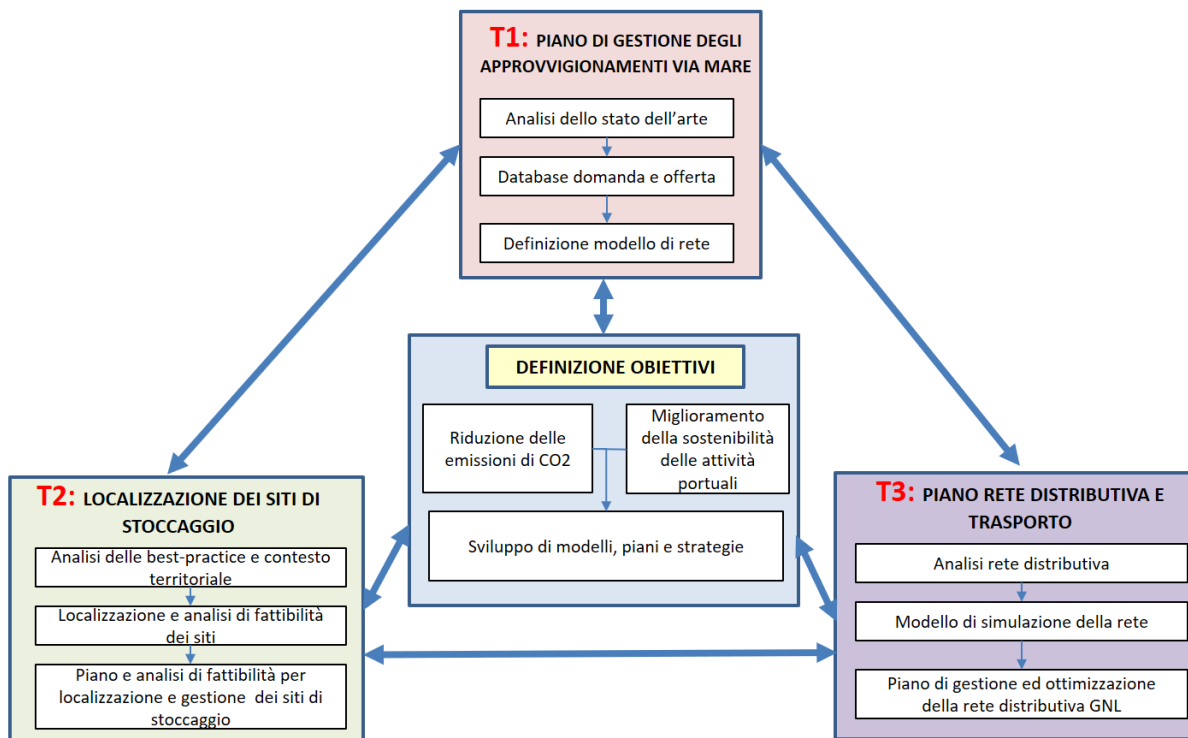 T1: PIANO DI GESTIONE DEGLI
APPROVVIGIONAMENTI VIA MARE
Analisi dello stato dell’arte
Database domanda e offerta
Definizione modello di rete
DEFINIZIONE OBIETTIVI
Riduzione delle
emissioni di CO2
Miglioramento
della sostenibilità
delle attività
portuali
Sviluppo di modelli, piani e strategie
T2: LOCALIZZAZIONE DEI SITI DI
STOCCAGGIO
Analisi delle best-practice e contesto
territoriale
Localizzazione e analisi di fattibilità
dei siti
Piano e analisi di fattibilità per
localizzazione e gestione dei siti di
stoccaggio
T3: PIANO RETE DISTRIBUTIVA E
TRASPORTO
Analisi rete distributiva
Modello di simulazione della rete
Piano di gestione ed ottimizzazione
della rete distributiva GNL